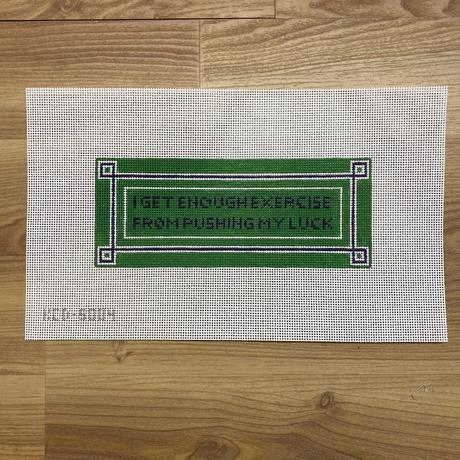 I GET ENOUGH EXERCISE
FROM PUSHING MY LUCK
KCD-5004